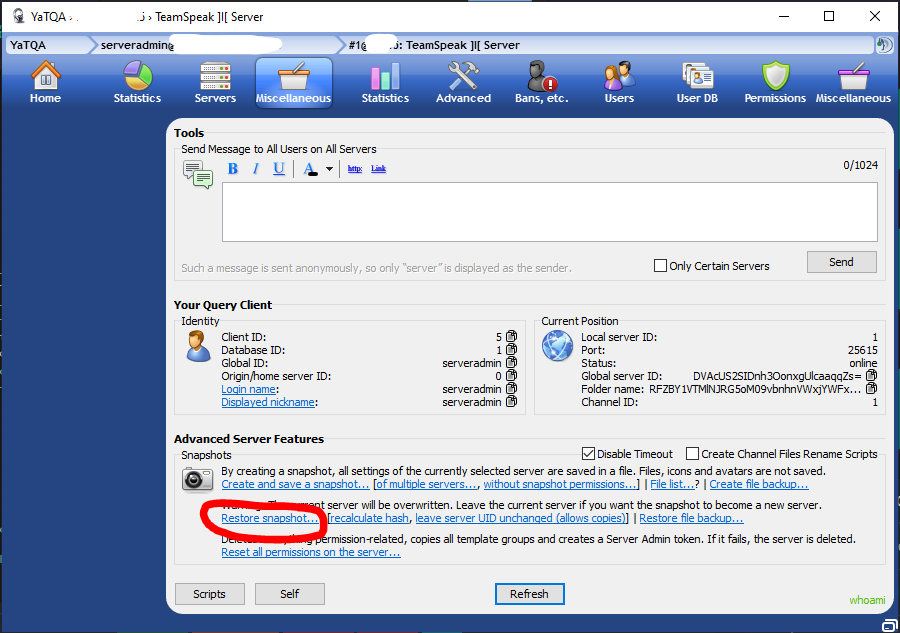 YaTQA › . .5 › TeamSpeak ]I[ Server
YaTQA serveradmin@ #1@ 5: TeamSpeak ]I[ Server
Home Statistics Servers Miscellaneous Statistics Advanced Bans, etc. Users User DB Permissions Miscellaneous
Tools
Send Message to All Users on All Servers
B I U A http Link 0/1024
Such a message is sent anonymously, so only "server" is displayed as the sender.
Only Certain Servers
Send
Your Query Client
Identity
Client ID: 5
Database ID: 1
Global ID: serveradmin
Origin/home server ID: 0
Login name: serveradmin
Displayed nickname: serveradmin
Current Position
Local server ID: 1
Port: 25615
Status: online
Global server ID: DVAcUS2SIDnh3OonxgUlcaaqqZs=
Folder name: RFZBY1VTMlNJRG5oM09vbnhnVWxjYWFx...
Channel ID: 1
Advanced Server Features
Snapshots
Disable Timeout Create Channel Files Rename Scripts
By creating a snapshot, all settings of the currently selected server are saved in a file. Files, icons and avatars are not saved.
Create and save a snapshot... [of multiple servers..., without snapshot permissions...] | File list...? | Create file backup...
Warning: The current server will be overwritten. Leave the current server if you want the snapshot to become a new server.
Restore snapshot... [recalculate hash, leave server UID unchanged (allows copies)] | Restore file backup...
everything permission-related, copies all template groups and creates a Server Admin token. If it fails, the server is deleted.
Reset all permissions on the server...
Scripts Self Refresh
whoami